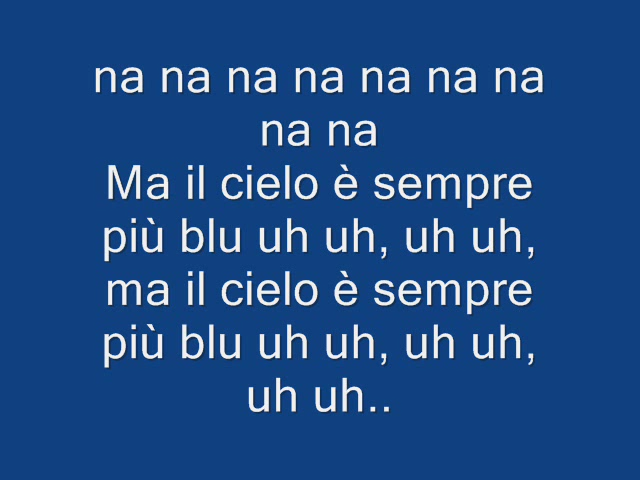 na na na na na na na
na na
Ma il cielo è sempre
più blu uh uh, uh uh,
ma il cielo è sempre
più blu uh uh, uh uh,
uh uh..